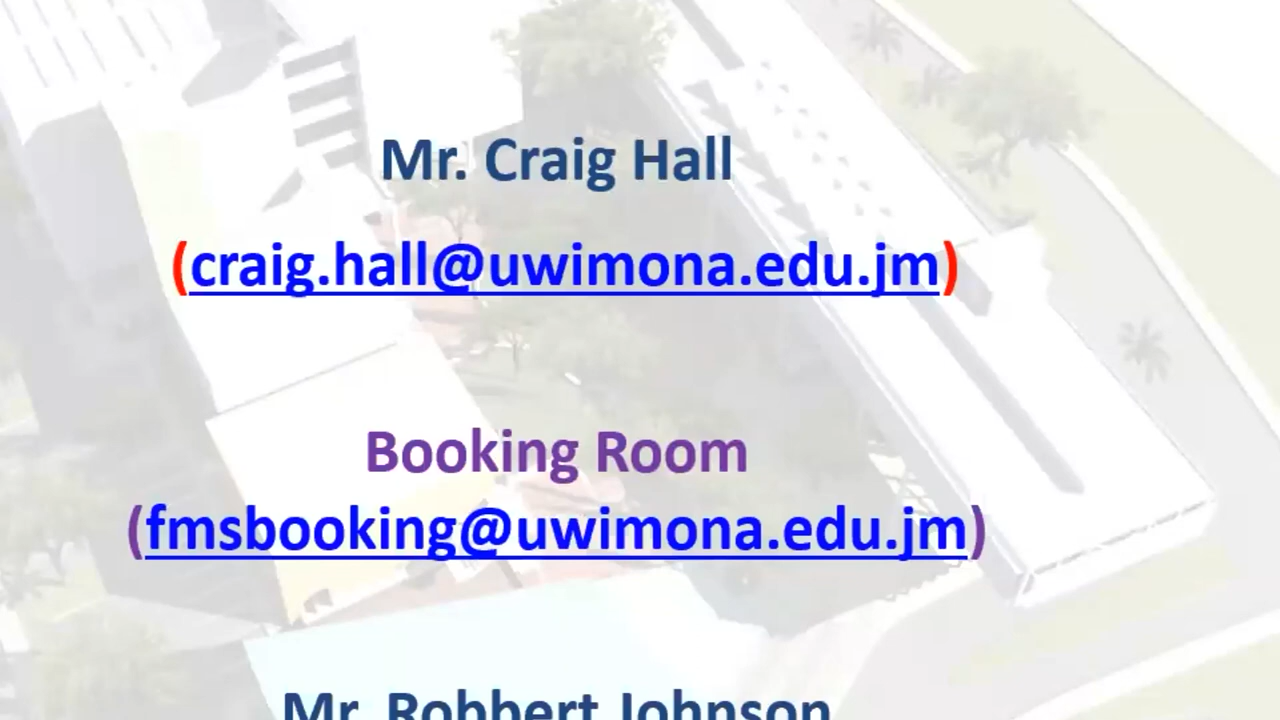 Mr. Craig Hall
(craig.hall@uwimona.edu.jm)
Booking Room
(fmsbooking@uwimona.edu.jm)
Mr. Robbert Johnson